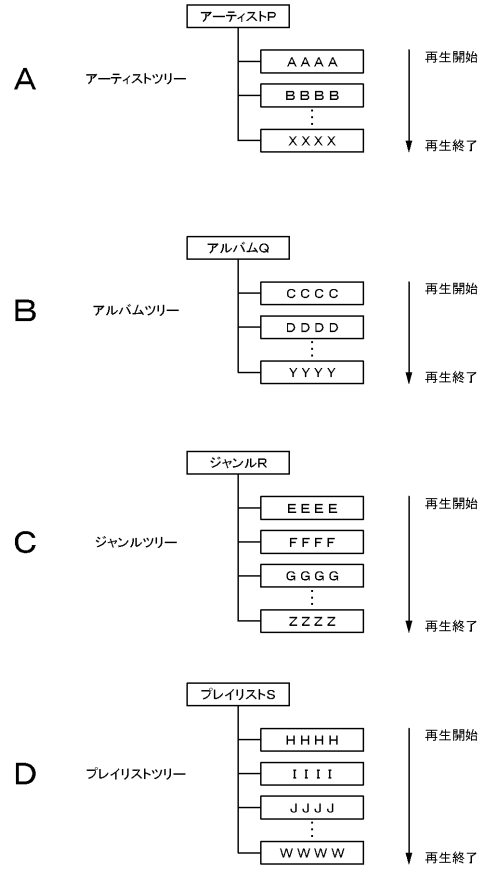 アーティストP
AAAA
再生開始
A
アーティストツリー
BBBB
XXXX
再生終了
アルバムQ
CCCC
再生開始
B
アルバムツリー
DDDD
YYYY
再生終了
ジャンルR
EEEE
再生開始
C
ジャンルツリー
FFFF
GGGG
ZZZZ
再生終了
プレイリストS
HHHH
再生開始
D
プレイリストツリー
IIII
JJJJ
WWWW
再生終了